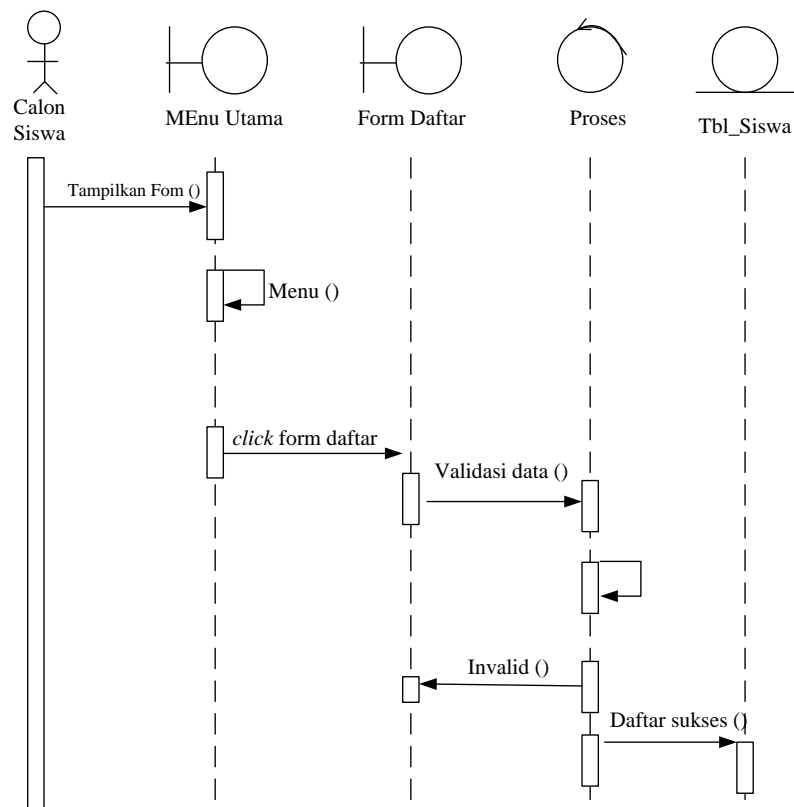 Calon
Siswa
MEnu Utama
Form Daftar
Proses
Tbl_Siswa
Tampilkan Fom ()
Menu ()
click form daftar
Validasi data ()
Invalid ()
Daftar sukses ()